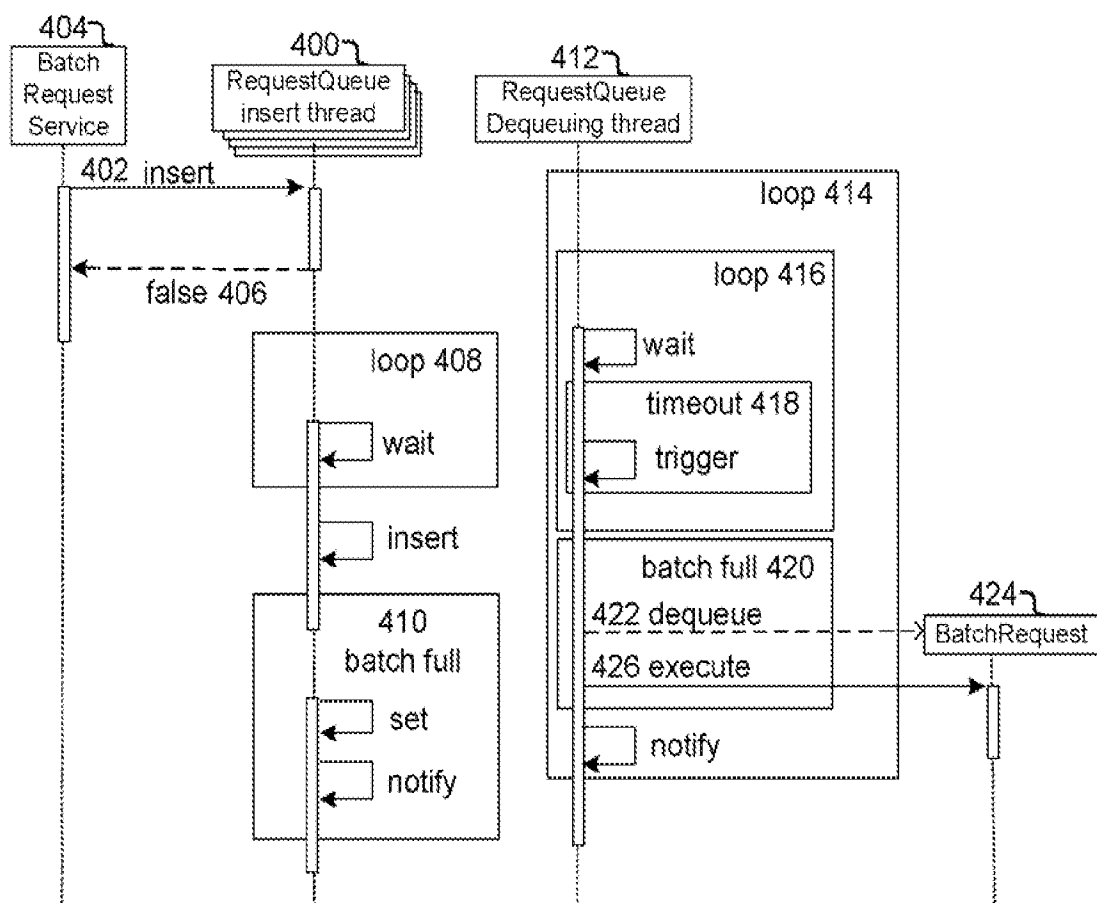 404
Batch
Request
Service
400
RequestQueue
insert thread
412
RequestQueue
Dequeuing thread
402 insert
false 406
loop 408
wait
insert
410
batch full
set
notify
loop 414
loop 416
wait
timeout 418
trigger
batch full 420
422 dequeue
426 execute
notify
424
BatchRequest